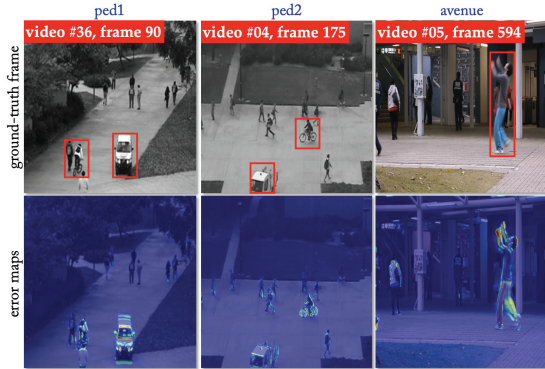 ped1 ped2 avenue
video #36, frame 90 video #04, frame 175 video #05, frame 594
ground-truth frame
error maps